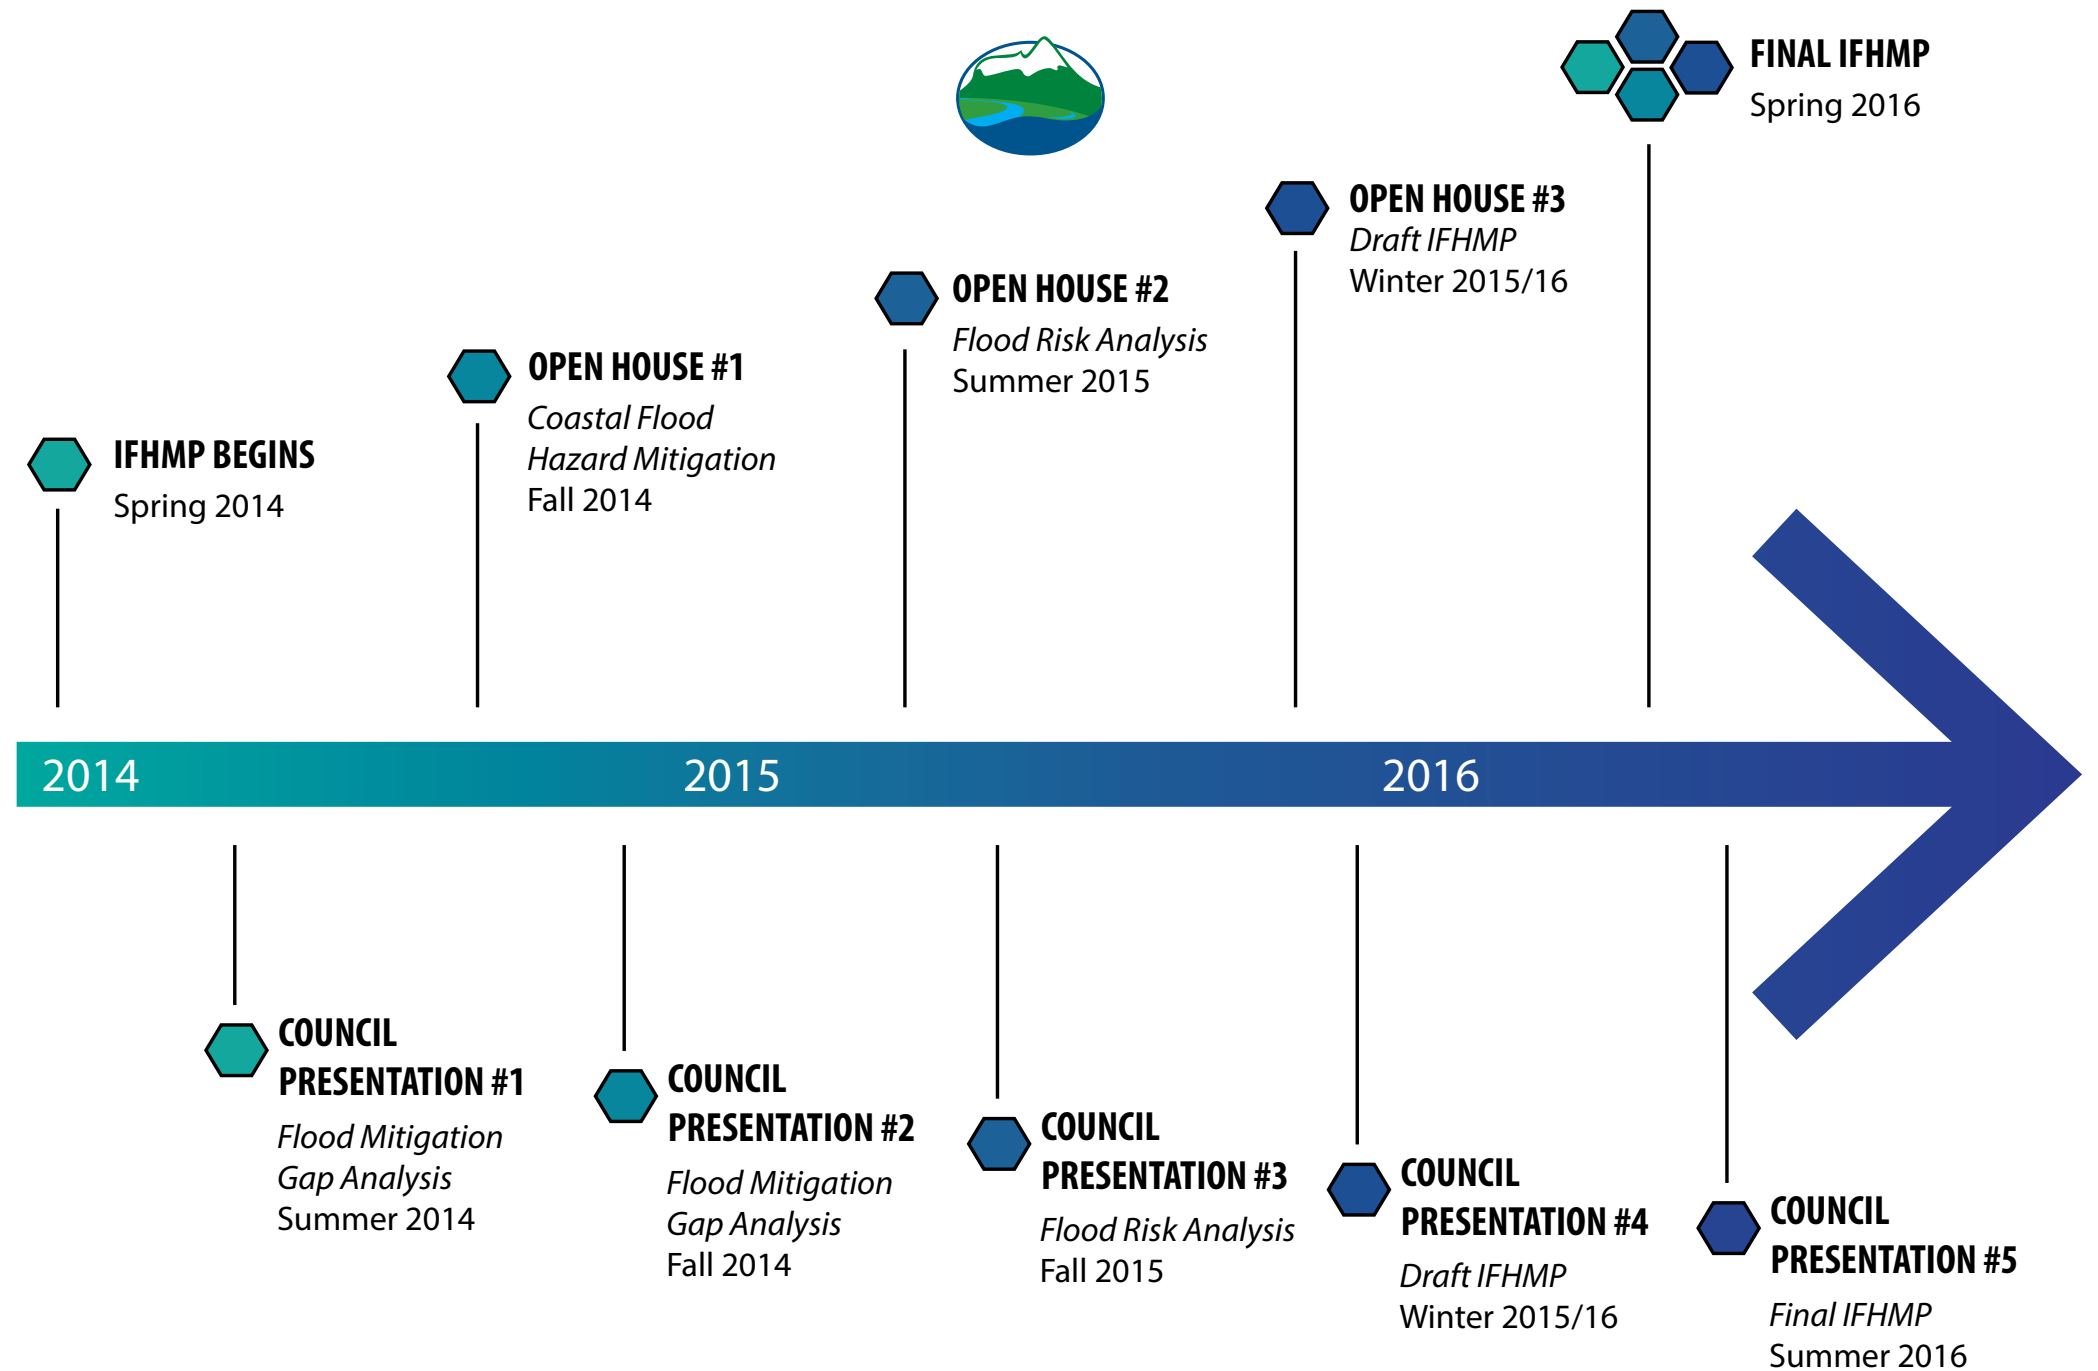 FINAL IFHMP
Spring 2016
OPEN HOUSE #3
Draft IFHMP
Winter 2015/16
OPEN HOUSE #2
Flood Risk Analysis
Summer 2015
OPEN HOUSE #1
Coastal Flood
Hazard Mitigation
Fall 2014
IFHMP BEGINS
Spring 2014
2014
2015
2016
COUNCIL
PRESENTATION #1
Flood Mitigation
Gap Analysis
Summer 2014
COUNCIL
PRESENTATION #2
Flood Mitigation
Gap Analysis
Fall 2014
COUNCIL
PRESENTATION #3
Flood Risk Analysis
Fall 2015
COUNCIL
PRESENTATION #4
Draft IFHMP
Winter 2015/16
COUNCIL
PRESENTATION #5
Final IFHMP
Summer 2016